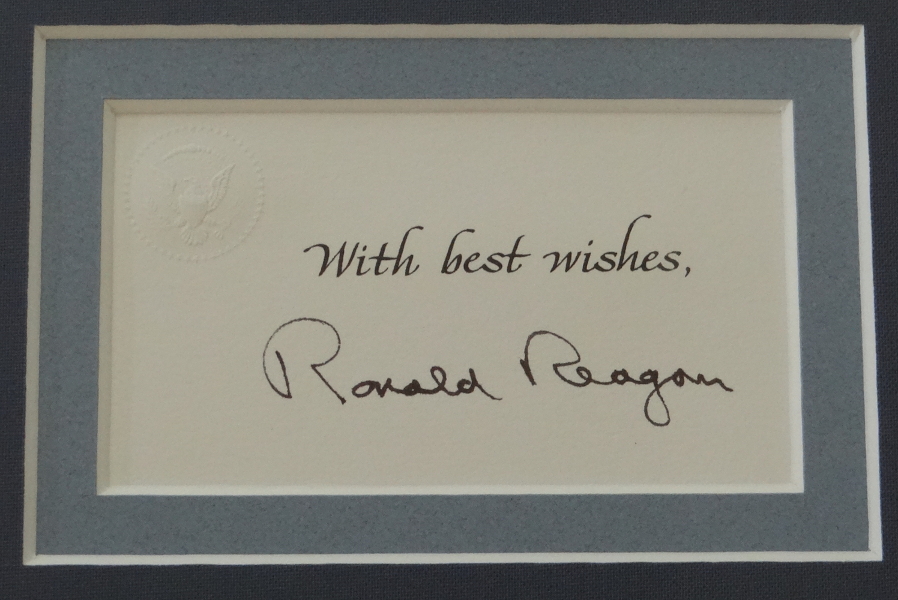 With best wishes,
Ronald Reagan